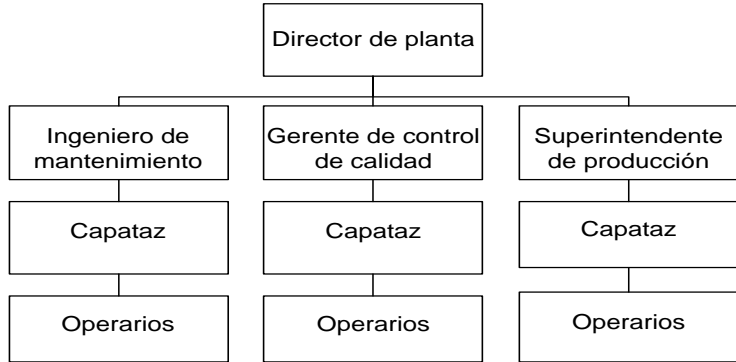 Director de planta
Ingeniero de
mantenimiento
Gerente de control
de calidad
Superintendente
de producción
Capataz
Capataz
Capataz
Operarios
Operarios
Operarios